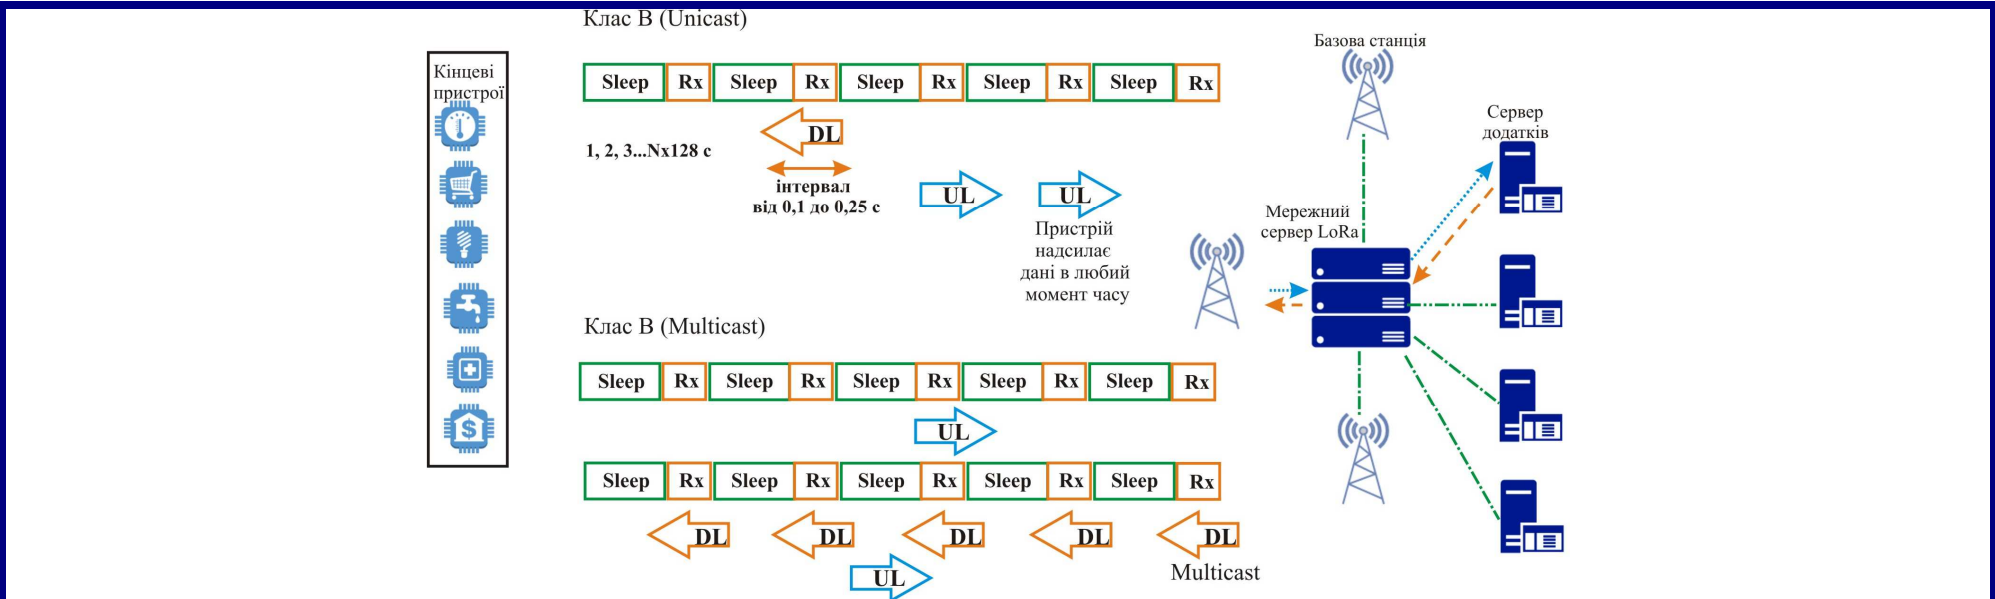 Клас B (Unicast)
Кінцеві
пристрої
Sleep Rx Sleep Rx Sleep Rx Sleep Rx Sleep Rx
DL
1, 2, 3...Nx128 с
інтервал
від 0,1 до 0,25 с
UL UL
Пристрій
надсилає
дані в любий
момент часу
Клас B (Multicast)
Sleep Rx Sleep Rx Sleep Rx Sleep Rx Sleep Rx
UL
Sleep Rx Sleep Rx Sleep Rx Sleep Rx Sleep Rx
DL DL DL DL DL
UL
Multicast
Базова станція
Сервер
додатків
Мережний
сервер LoRa